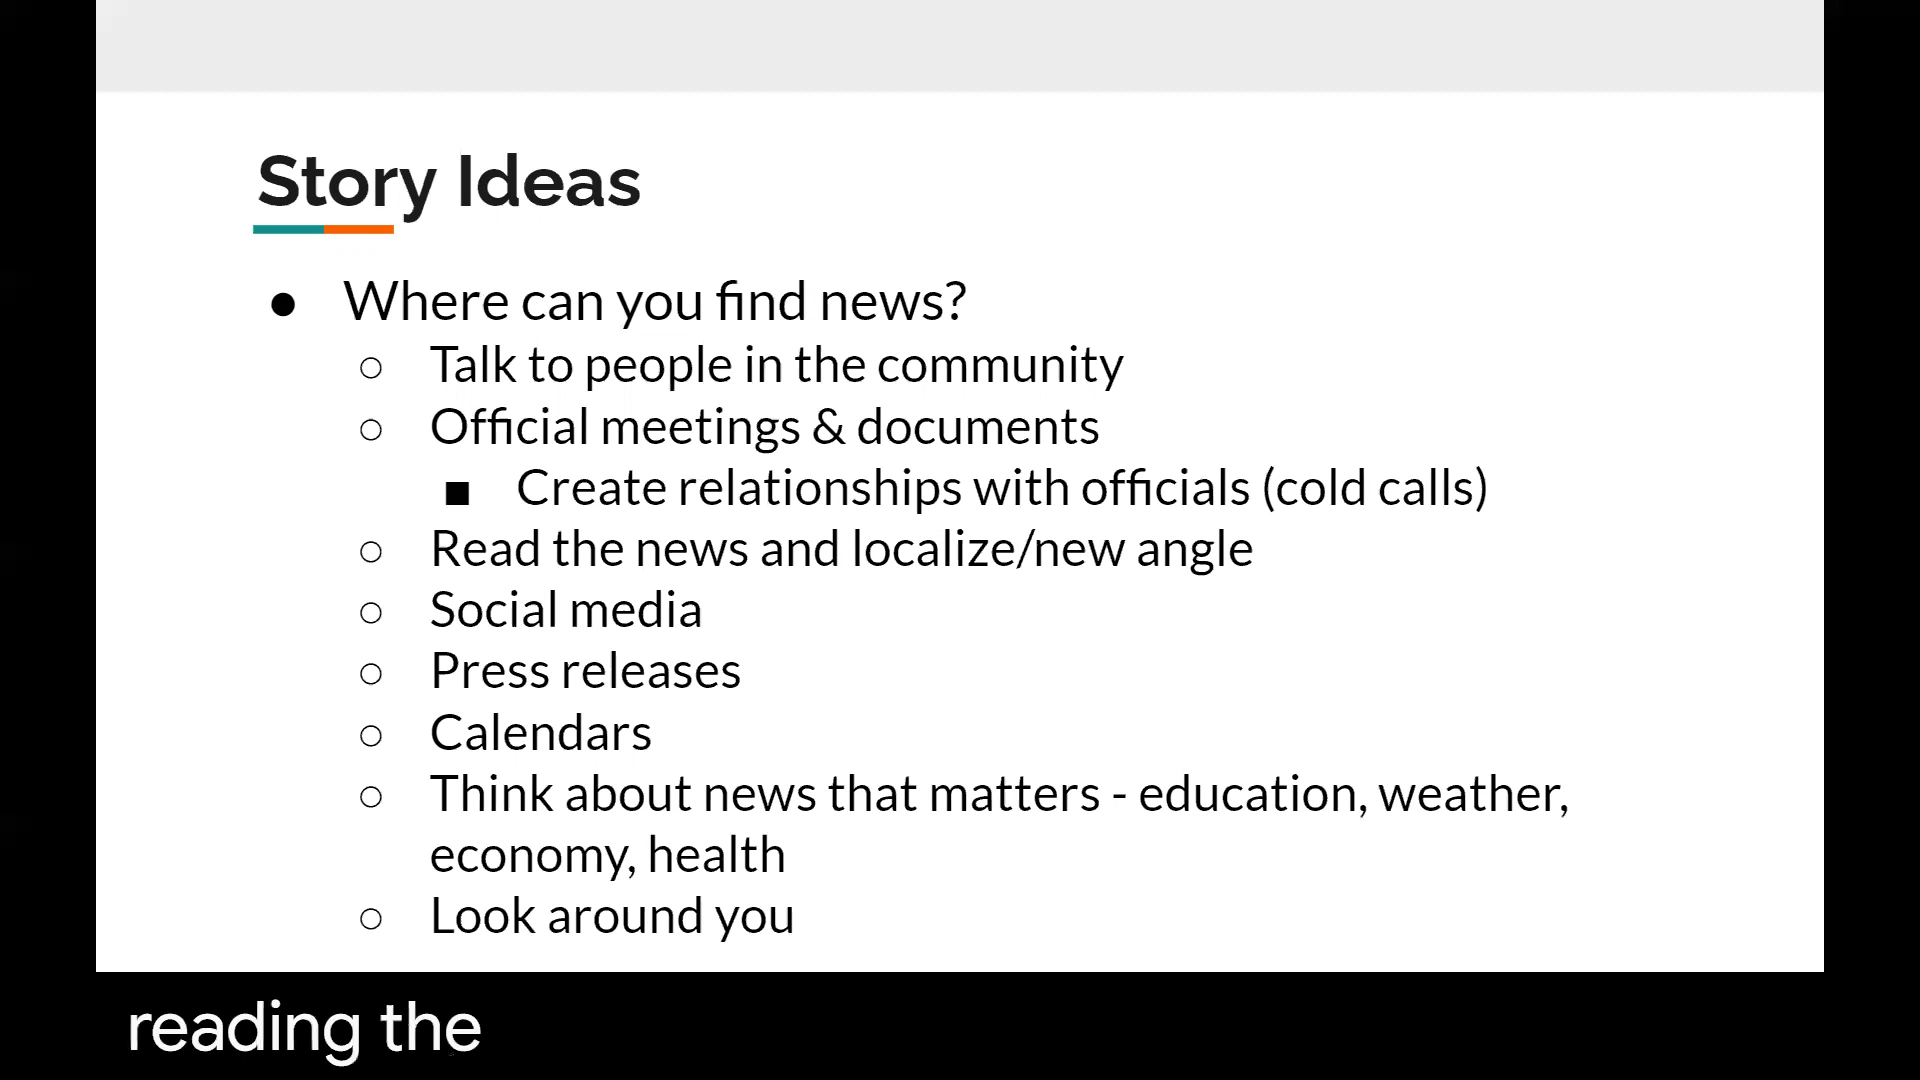 Story Ideas
● Where can you find news?
○ Talk to people in the community
○ Official meetings & documents
■ Create relationships with officials (cold calls)
○ Read the news and localize/new angle
○ Social media
○ Press releases
○ Calendars
○ Think about news that matters - education, weather,
economy, health
○ Look around you
reading the